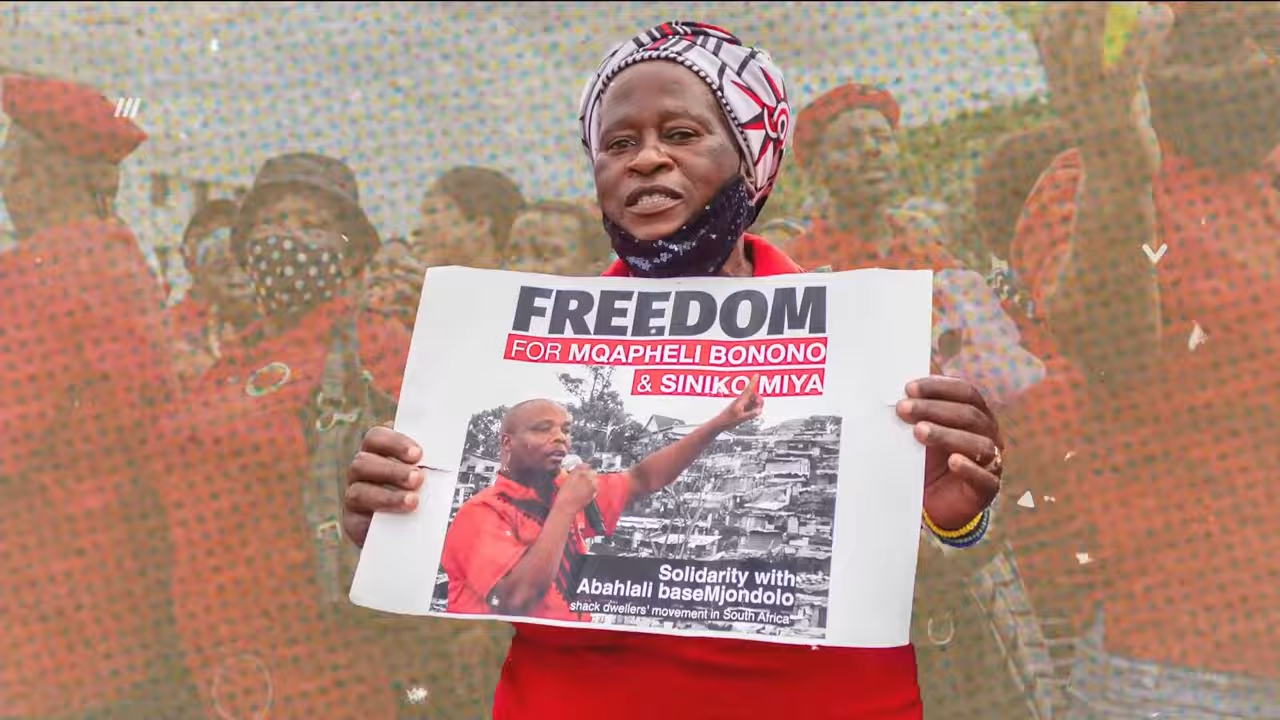 FREEDOM
FOR MQAPHELI BONONO
& SINIKO MIYA
Solidarity with
Abahlali baseMjondolo
shack dwellers' movement in South Africa